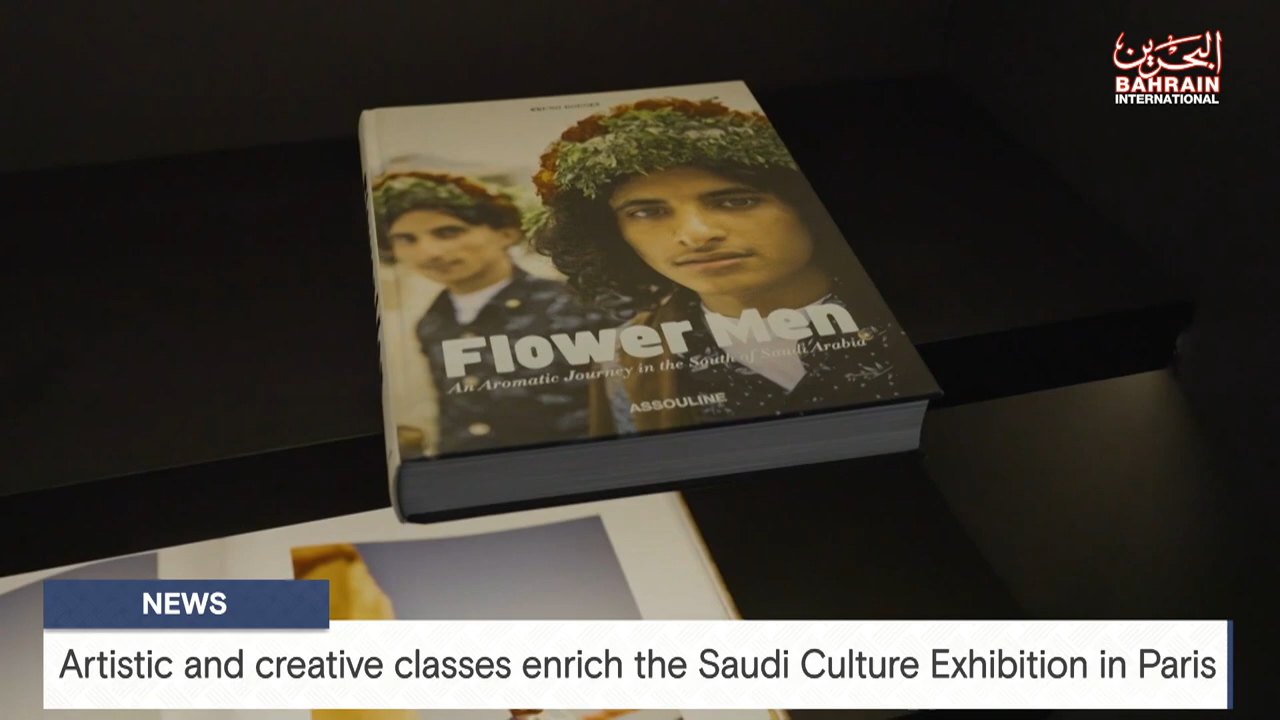 البحرين
BAHRAIN
INTERNATIONAL
Flower Men
An Aromatic Journey in the South of Saudi Arabia
ASSOULINE
NEWS
Artistic and creative classes enrich the Saudi Culture Exhibition in Paris